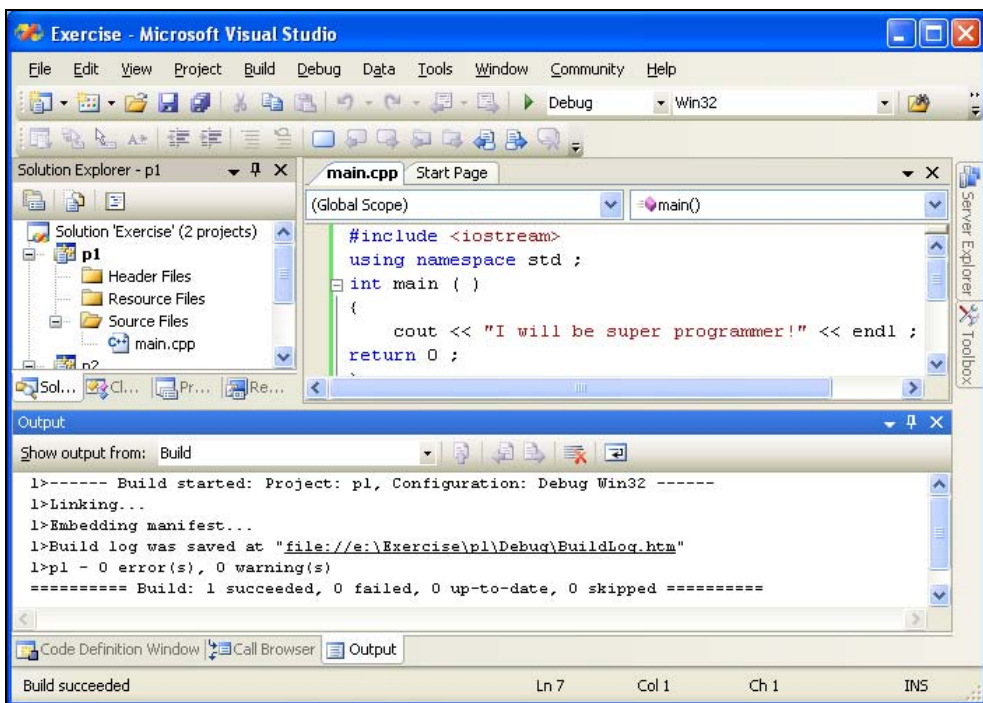 Exercise - Microsoft Visual Studio
File Edit View Project Build Debug Data Tools Window Community Help
Debug Win32
Solution Explorer - p1
main.cpp Start Page
(Global Scope) main()
Solution 'Exercise' (2 projects)
p1
Header Files
Resource Files
Source Files
main.cpp
p2
#include <iostream>
using namespace std ;
int main ( )
{
cout << "I will be super programmer!" << endl ;
return 0 ;
}
Sol... Cl... Pr... Re...
Server Explorer
Toolbox
Output
Show output from: Build
1>------ Build started: Project: p1, Configuration: Debug Win32 ------
1>Linking...
1>Embedding manifest...
1>Build log was saved at "file://e:\Exercise\p1\Debug\BuildLog.htm"
1>p1 - 0 error(s), 0 warning(s)
========== Build: 1 succeeded, 0 failed, 0 up-to-date, 0 skipped ==========
Code Definition Window Call Browser Output
Build succeeded Ln 7 Col 1 Ch 1 INS